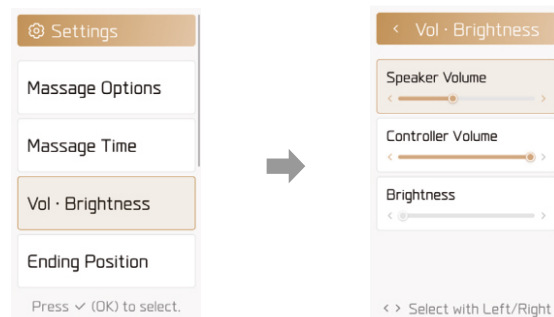 Settings
Massage Options
Massage Time
Vol · Brightness
Ending Position
Press ✓ (OK) to select.
< Vol · Brightness
Speaker Volume
< >
Controller Volume
< >
Brightness
< >
< > Select with Left/Right